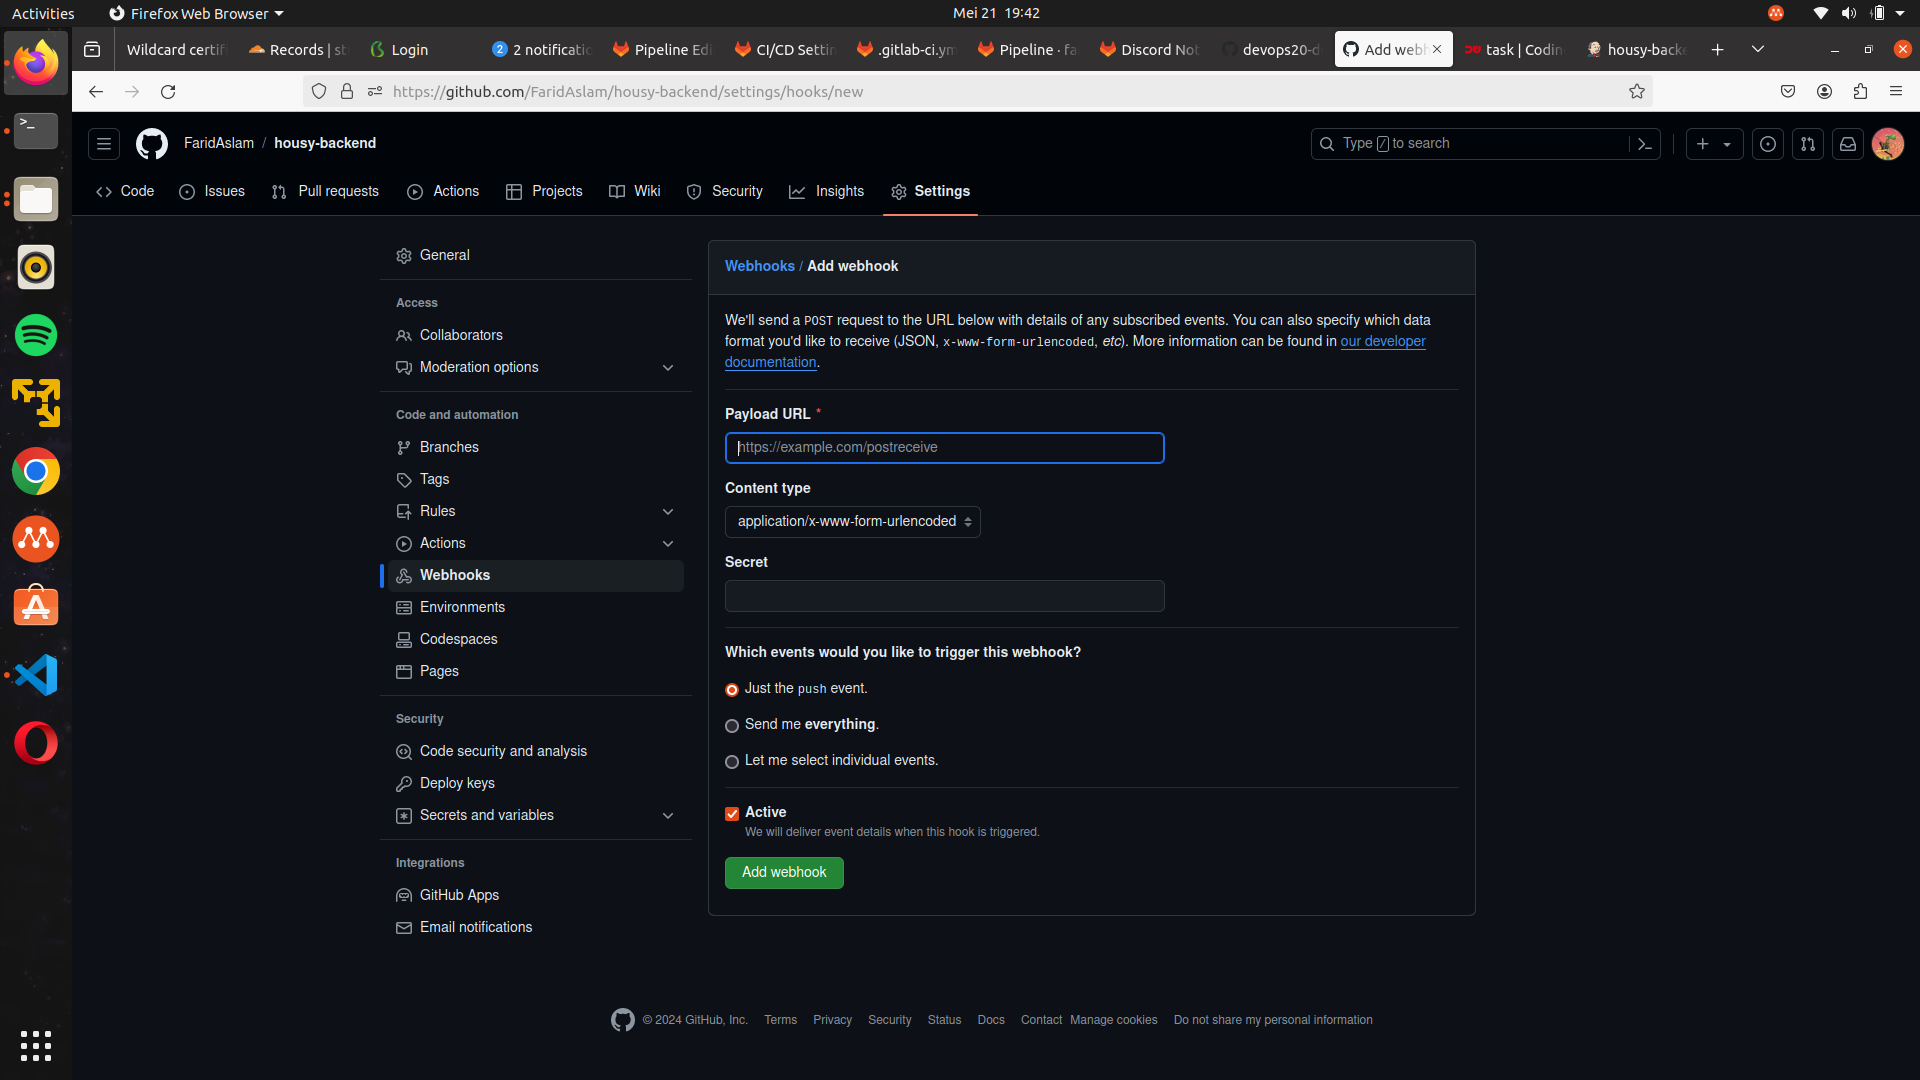 Activities
Firefox Web Browser
Mei 21 19:42
Wildcard certif
Records | st
Login
2 notificatio
Pipeline Edi
CI/CD Settin
.gitlab-ci.ym
Pipeline · fa
Discord Not
devops20-d
Add webh
task | Codin
housy-backe
https://github.com/FaridAslam/housy-backend/settings/hooks/new
FaridAslam / housy-backend
Type / to search
Code
Issues
Pull requests
Actions
Projects
Wiki
Security
Insights
Settings
General
Access
Collaborators
Moderation options
Code and automation
Branches
Tags
Rules
Actions
Webhooks
Environments
Codespaces
Pages
Security
Code security and analysis
Deploy keys
Secrets and variables
Integrations
GitHub Apps
Email notifications
Webhooks / Add webhook
We'll send a POST request to the URL below with details of any subscribed events. You can also specify which data
format you'd like to receive (JSON, x-www-form-urlencoded, etc). More information can be found in our developer
documentation.
Payload URL *
https://example.com/postreceive
Content type
application/x-www-form-urlencoded
Secret
Which events would you like to trigger this webhook?
Just the push event.
Send me everything.
Let me select individual events.
Active
We will deliver event details when this hook is triggered.
Add webhook
© 2024 GitHub, Inc. Terms Privacy Security Status Docs Contact Manage cookies Do not share my personal information